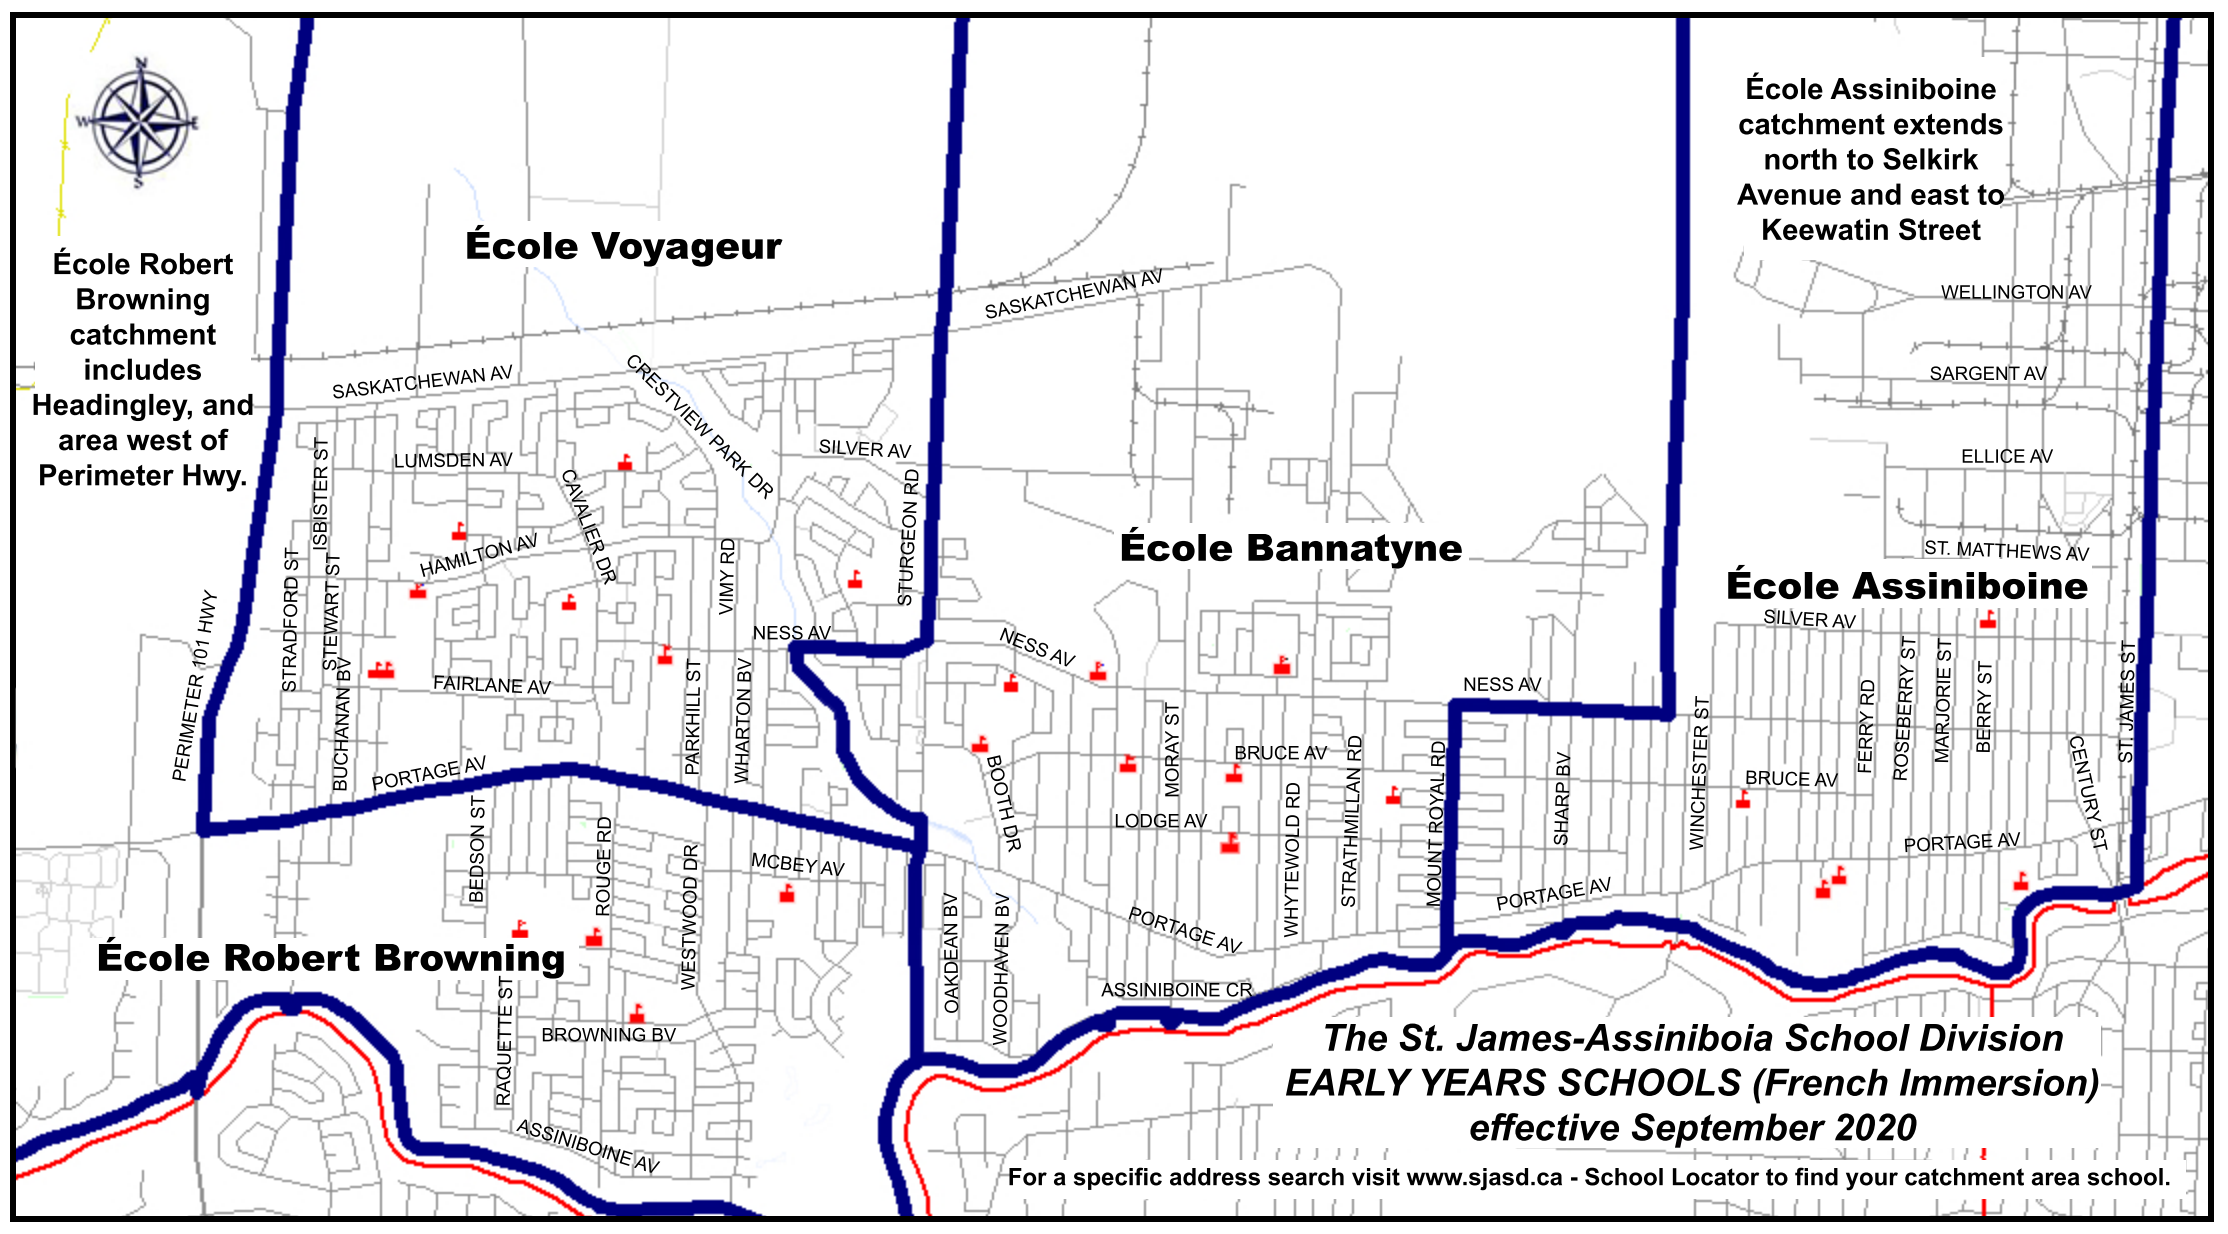 N
W
E
S
École Assiniboine
catchment extends
north to Selkirk
Avenue and east to
Keewatin Street
École Robert
Browning
catchment
includes
Headingley, and
area west of
Perimeter Hwy.
École Voyageur
SASKATCHEWAN AV
WELLINGTON AV
SASKATCHEWAN AV
CRESTVIEW PARK DR
SARGENT AV
LUMSDEN AV
SILVER AV
ELLICE AV
ISBISTER ST
CAVALIER DR
STURGEON RD
HAMILTON AV
École Bannatyne
ST. MATTHEWS AV
École Assiniboine
STRADFORD ST
STEWART ST
VIMY RD
PERIMETER 101 HWY
NESS AV
NESS AV
SILVER AV
BUCHANAN BV
FAIRLANE AV
PARKHILL ST
WHARTON BV
NESS AV
MORAY ST
WINCHESTER ST
FERRY RD
ROSEBERRY ST
MARJORIE ST
BERRY ST
ST. JAMES ST
CENTURY ST
PORTAGE AV
BOOTH DR
BRUCE AV
BRUCE AV
STRATHMILLAN RD
MOUNT ROYAL RD
SHARP BV
LODGE AV
WHYTEWOLD RD
PORTAGE AV
BEDSON ST
ROUGE RD
WESTWOOD DR
MCBEY AV
PORTAGE AV
OAKDEAN BV
WOODHAVEN BV
PORTAGE AV
École Robert Browning
ASSINIBOINE CR
RAQUETTE ST
BROWNING BV
ASSINIBOINE AV
The St. James-Assiniboia School Division
EARLY YEARS SCHOOLS (French Immersion)
effective September 2020
For a specific address search visit www.sjasd.ca - School Locator to find your catchment area school.